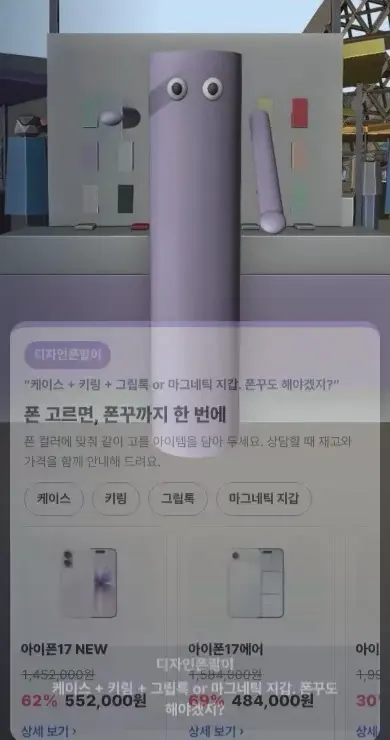 디자인폰팔이
"케이스 + 키링 + 그립톡 or 마그네틱 지갑. 폰꾸도 해야겠지?"
폰 고르면, 폰꾸까지 한 번에
폰 컬러에 맞춰 같이 고를 아이템을 담아 두세요. 상담할 때 재고와
가격을 함께 안내해 드려요.
케이스 키링 그립톡 마그네틱 지갑
아이폰17 NEW 아이폰17에어 아이
1,452,000원 1,584,000원 1,99
디자인폰팔이
62% 552,000원 69% 484,000원 30
케이스 + 키링 + 그립톡 or 마그네틱 지갑. 폰꾸도
해야겠지?
상세 보기 › 상세 보기 › 상세